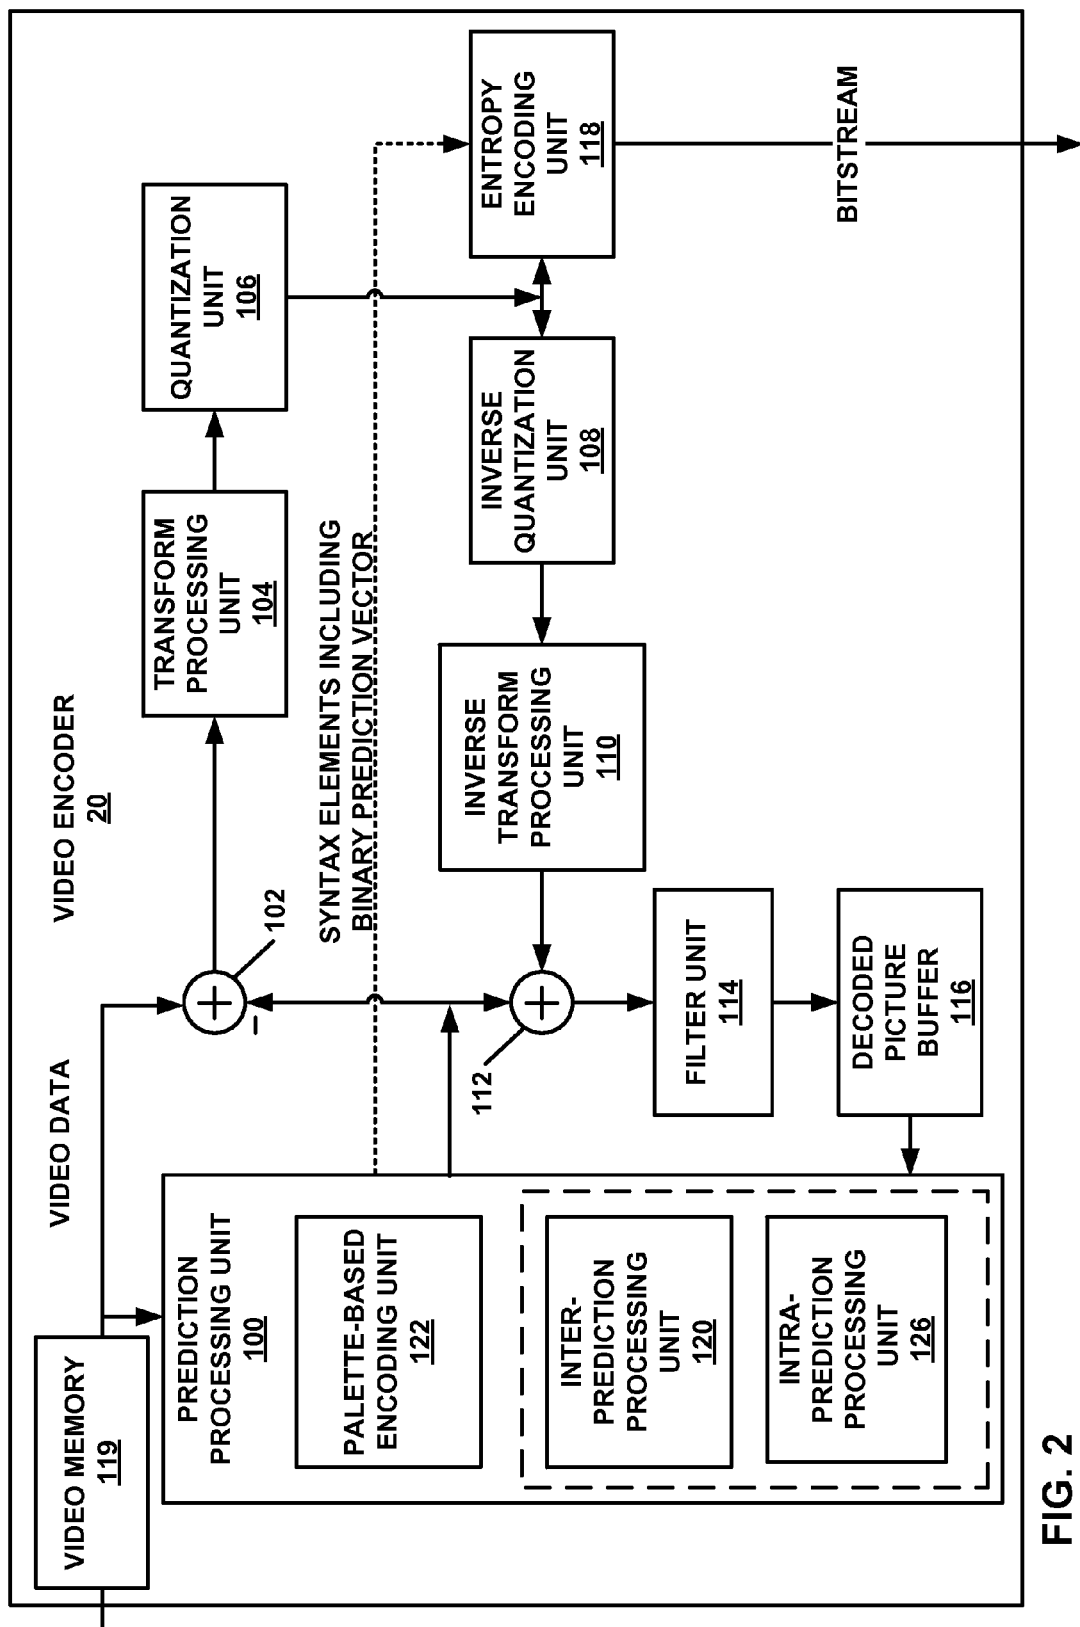 VIDEO MEMORY
119
VIDEO DATA
VIDEO ENCODER
20
PREDICTION
PROCESSING UNIT
100
PALETTE-BASED
ENCODING UNIT
122
INTER-
PREDICTION
PROCESSING
UNIT
120
INTRA-
PREDICTION
PROCESSING
UNIT
126
102
–
TRANSFORM
PROCESSING
UNIT
104
QUANTIZATION
UNIT
106
SYNTAX ELEMENTS INCLUDING
BINARY PREDICTION VECTOR
112
INVERSE
TRANSFORM
PROCESSING
UNIT
110
INVERSE
QUANTIZATION
UNIT
108
ENTROPY
ENCODING
UNIT
118
FILTER UNIT
114
DECODED
PICTURE
BUFFER
116
BITSTREAM
FIG. 2